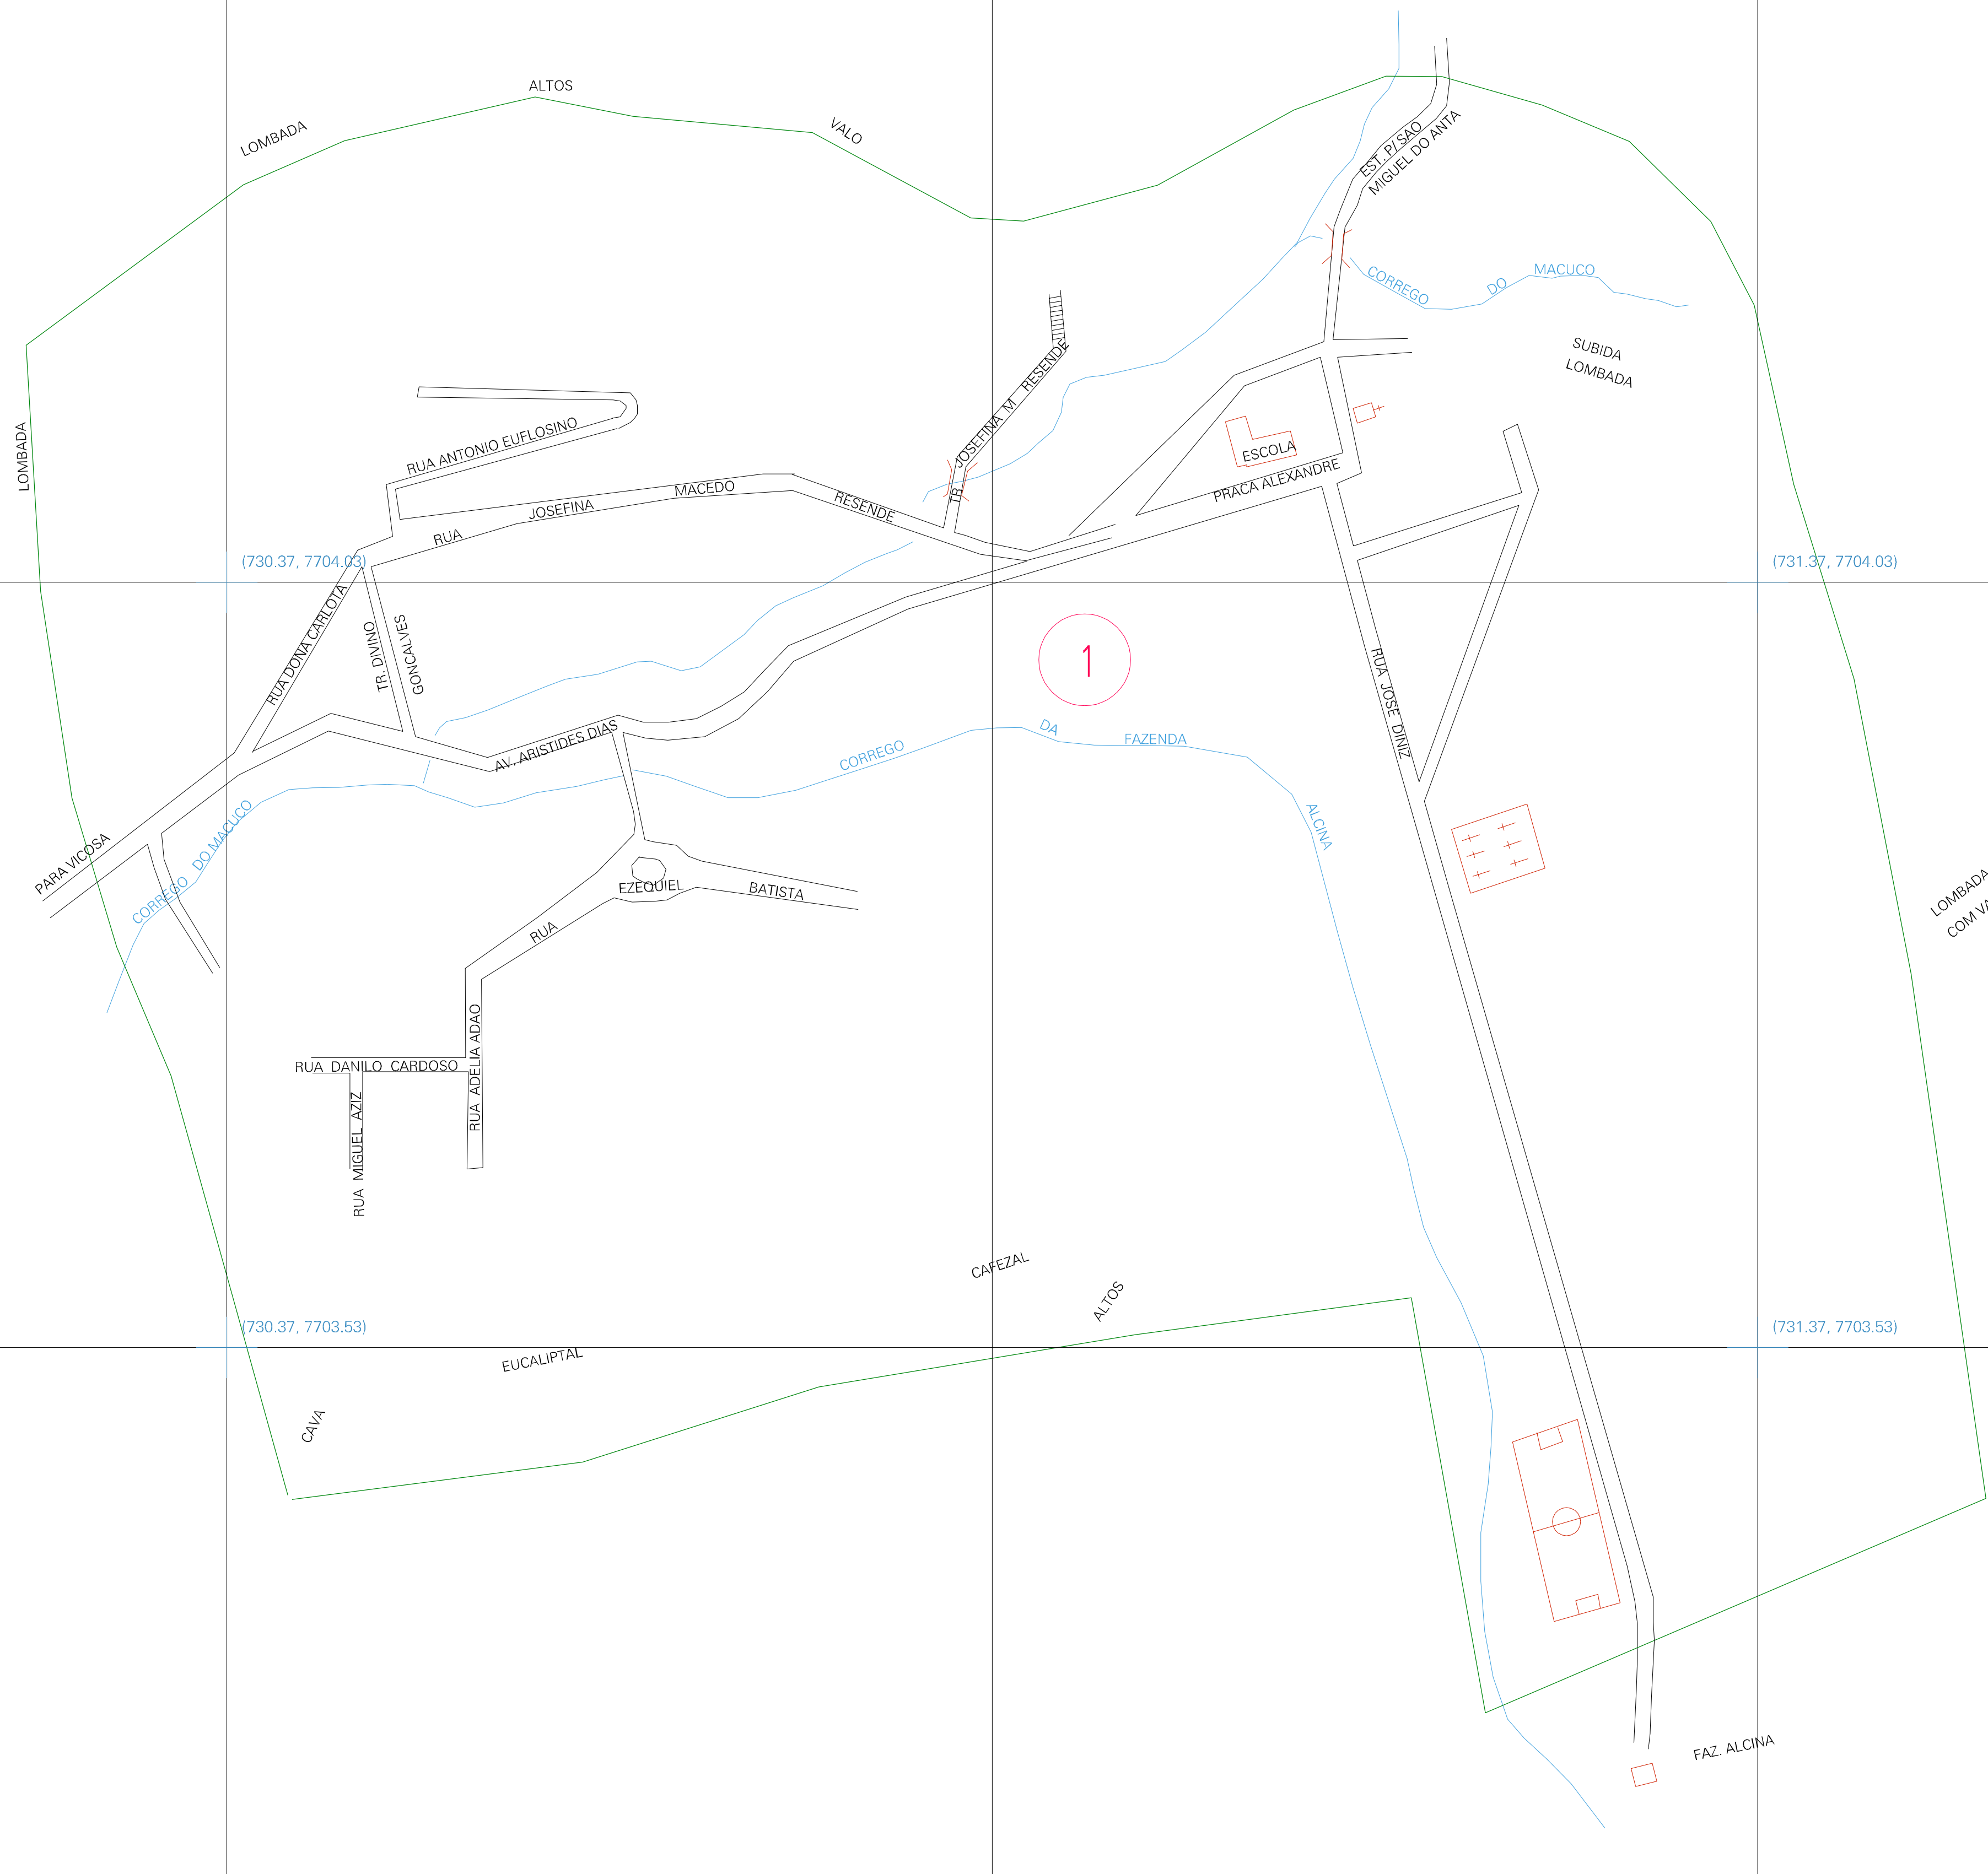 ALTOS
LOMBADA
VALO
EST. P/ SAO
MIGUEL DO ANTA
CORREGO DO MACUCO
SUBIDA
LOMBADA
LOMBADA
RUA ANTONIO EUFLOSINO
TR JOSEFINA M RESENDE
ESCOLA
PRACA ALEXANDRE
RUA JOSEFINA MACEDO RESENDE
(730.37, 7704.03)
(731.37, 7704.03)
RUA DONA CARLOTA
TR. DIVINO
GONCALVES
1
RUA JOSE DINIZ
AV. ARISTIDES DIAS
CORREGO DA FAZENDA ALCINA
PARA VICOSA
CORREGO DO MACUCO
RUA EZEQUIEL BATISTA
LOMBADA
COM VA
RUA ADELIA ADAO
RUA DANILO CARDOSO
RUA MIGUEL AZIZ
CAFEZAL
ALTOS
(730.37, 7703.53)
(731.37, 7703.53)
EUCALIPTAL
CAVA
FAZ. ALCINA